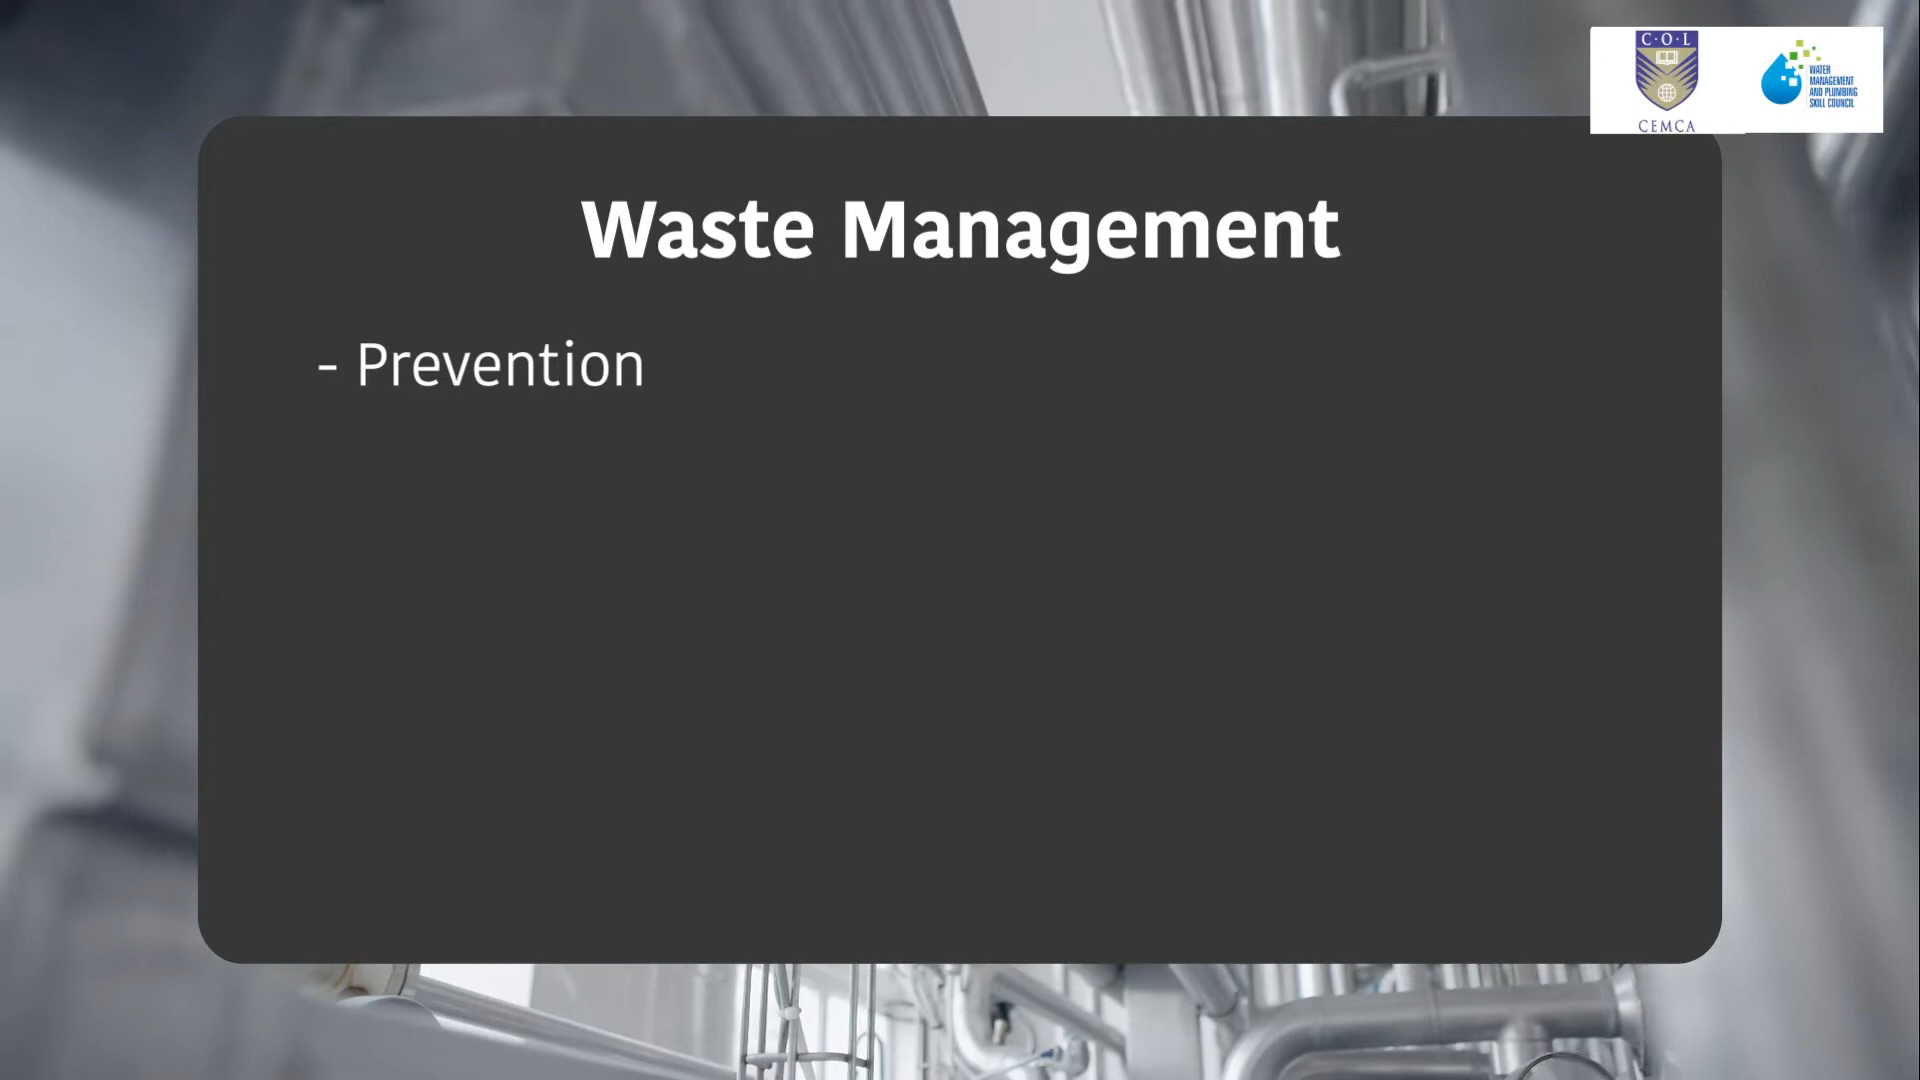 C·O·L
CEMCA
WATER
MANAGEMENT
AND PLUMBING
SKILL COUNCIL
Waste Management
- Prevention